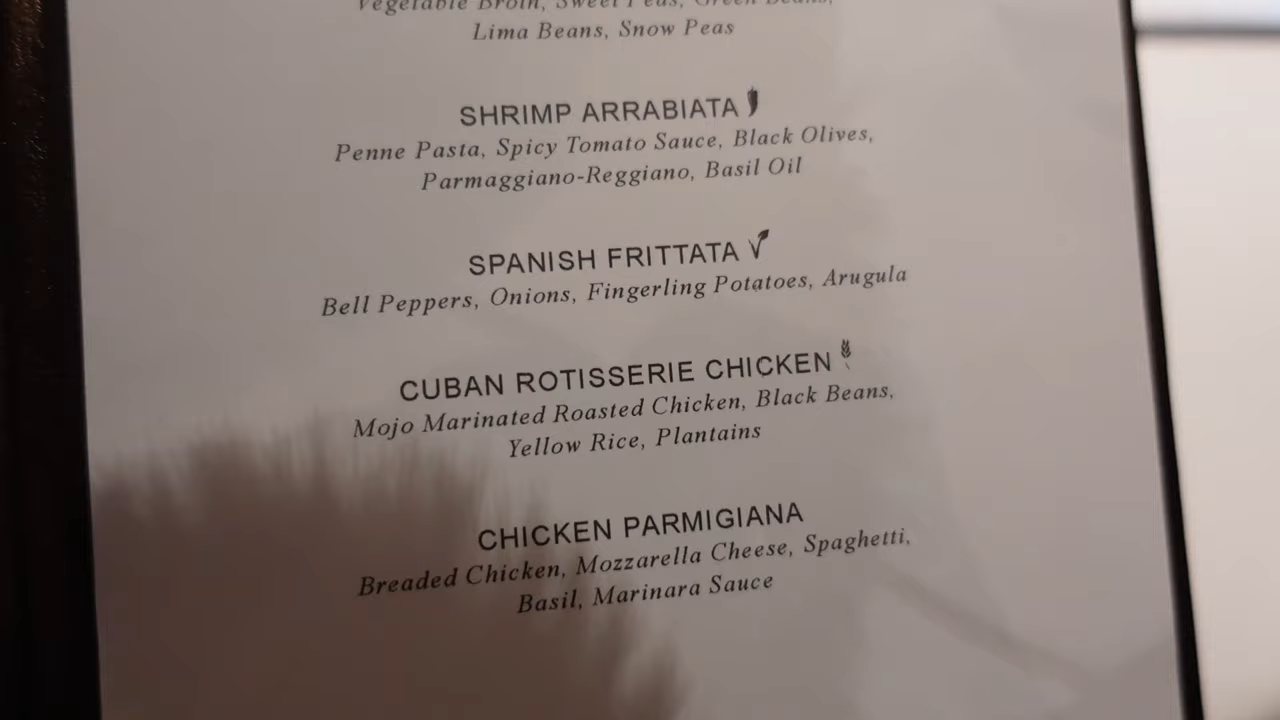 Vegetable Broth, Sweet Peas, Green Beans,
Lima Beans, Snow Peas
SHRIMP ARRABIATA
Penne Pasta, Spicy Tomato Sauce, Black Olives,
Parmaggiano-Reggiano, Basil Oil
SPANISH FRITTATA
Bell Peppers, Onions, Fingerling Potatoes, Arugula
CUBAN ROTISSERIE CHICKEN
Mojo Marinated Roasted Chicken, Black Beans,
Yellow Rice, Plantains
CHICKEN PARMIGIANA
Breaded Chicken, Mozzarella Cheese, Spaghetti,
Basil, Marinara Sauce